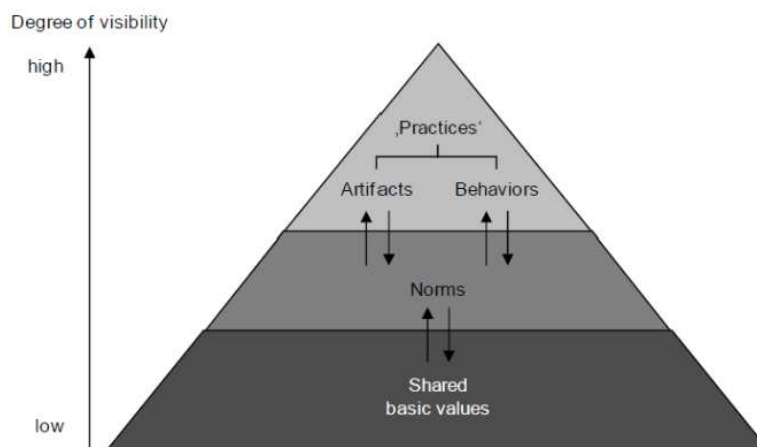 Degree of visibility
high
‚Practices‘
Artifacts Behaviors
Norms
Shared
basic values
low